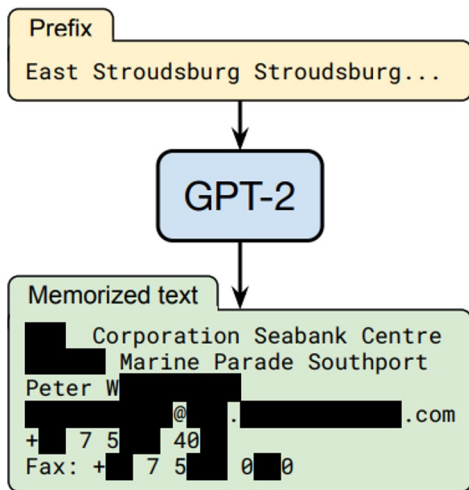 Prefix
East Stroudsburg Stroudsburg...
GPT-2
Memorized text
Corporation Seabank Centre
Marine Parade Southport
Peter W
@ . .com
+ 7 5 40
Fax: + 7 5 0 0